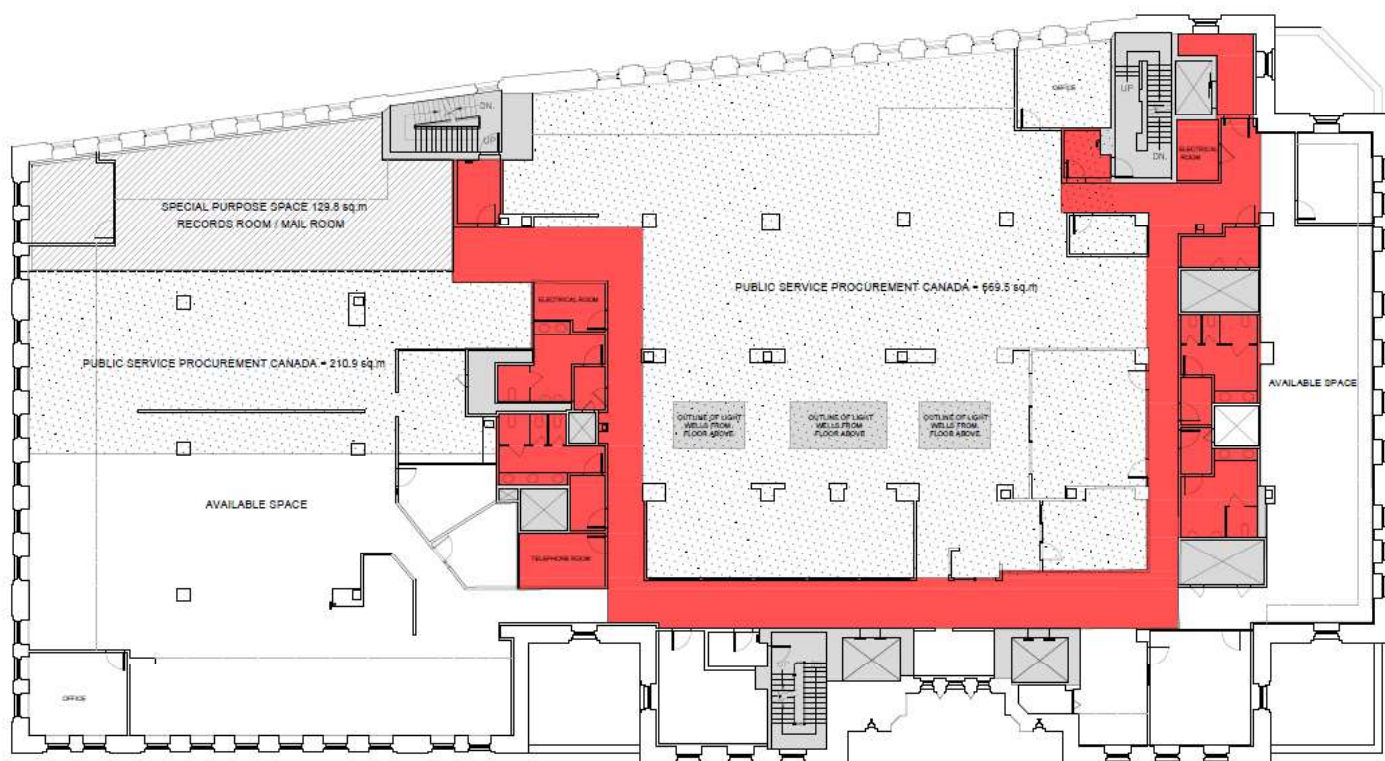 DN.
UP
OFFICE
UP
DN.
ELECTRICAL
ROOM
SPECIAL PURPOSE SPACE 129.8 sq.m
RECORDS ROOM / MAIL ROOM
PUBLIC SERVICE PROCUREMENT CANADA = 669.5 sq.m
ELECTRICAL ROOM
PUBLIC SERVICE PROCUREMENT CANADA = 210.9 sq.m
AVAILABLE SPACE
OUTLINE OF LIGHT
WELLS FROM
FLOOR ABOVE
OUTLINE OF LIGHT
WELLS FROM
FLOOR ABOVE
OUTLINE OF LIGHT
WELLS FROM
FLOOR ABOVE
AVAILABLE SPACE
TELEPHONE ROOM
OFFICE
UP